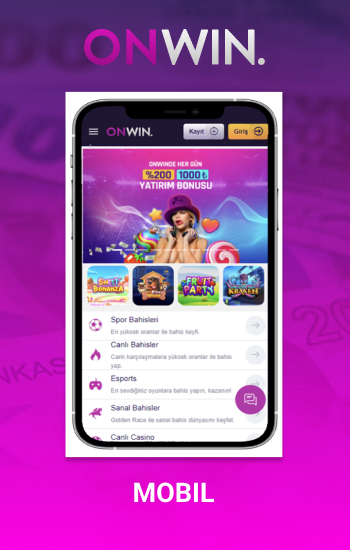 ONWIN.
ONWIN.
Kayıt
Giriş
ONWINDE HER GÜN
%200 1000₺
YATIRIM BONUSU
SWEET BONANZA
FRUIT PARTY
KRAKEN
Spor Bahisleri
En yüksek oranlar ile bahis keyfi.
Canlı Bahisler
Canlı karşılaşmalara yüksek oranlar ile bahis
yap.
Esports
En sevdiğiniz oyunlara bahis yapın, kazanın!
Sanal Bahisler
Golden Race ile sanal bahis dünyasını keşfet.
Canlı Casino
NKAS
20
MOBIL